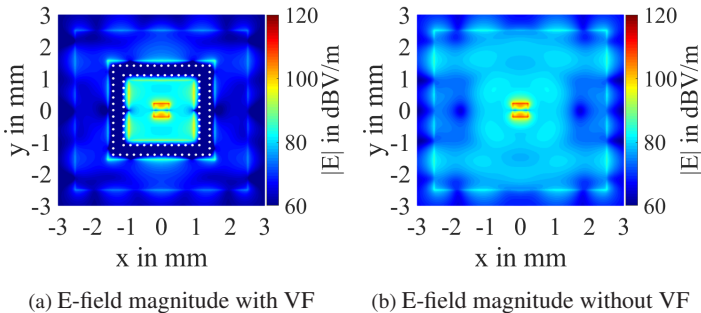 3
2
1
0
-1
-2
-3
y in mm
-3 -2 -1 0 1 2 3
x in mm
120
100
80
60
|E| in dBV/m
3
2
1
0
-1
-2
-3
y in mm
-3 -2 -1 0 1 2 3
x in mm
120
100
80
60
|E| in dBV/m
(a) E-field magnitude with VF
(b) E-field magnitude without VF